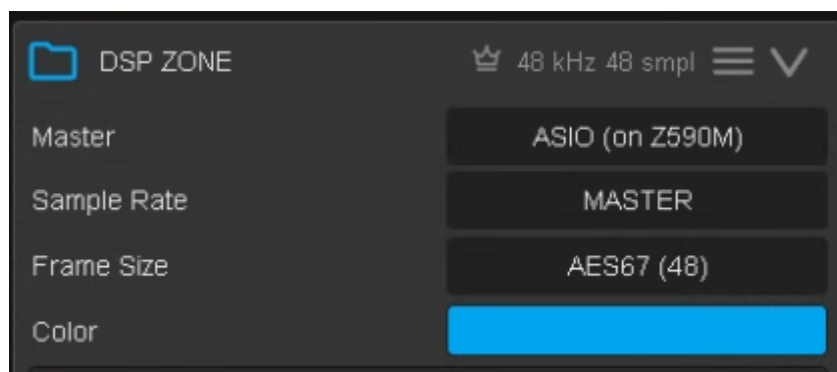 DSP ZONE 48 kHz 48 smpl
Master ASIO (on Z590M)
Sample Rate MASTER
Frame Size AES67 (48)
Color